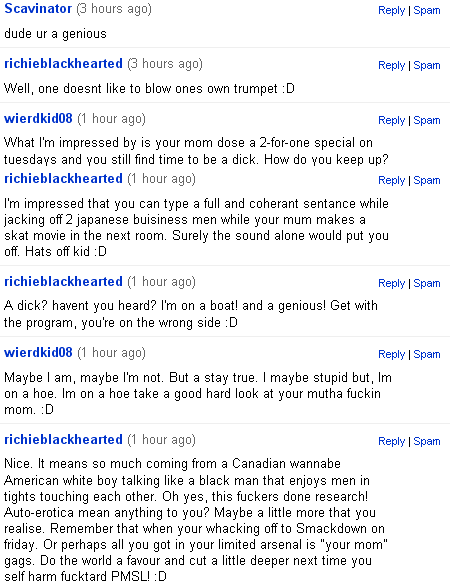 Scavinator (3 hours ago) Reply | Spam
dude ur a genious
richieblackhearted (3 hours ago) Reply | Spam
Well, one doesnt like to blow ones own trumpet :D
wierdkid08 (1 hour ago) Reply | Spam
What I'm impressed by is your mom dose a 2-for-one special on
tuesdays and you still find time to be a dick. How do you keep up?
richieblackhearted (1 hour ago) Reply | Spam
I'm impressed that you can type a full and coherant sentance while
jacking off 2 japanese buisiness men while your mum makes a
skat movie in the next room. Surely the sound alone would put you
off. Hats off kid :D
richieblackhearted (1 hour ago) Reply | Spam
A dick? havent you heard? I'm on a boat! and a genious! Get with
the program, you're on the wrong side :D
wierdkid08 (1 hour ago) Reply | Spam
Maybe I am, maybe I'm not. But a stay true. I maybe stupid but, Im
on a hoe. Im on a hoe take a good hard look at your mutha fuckin
mom. :D
richieblackhearted (1 hour ago) Reply | Spam
Nice. It means so much coming from a Canadian wannabe
American white boy talking like a black man that enjoys men in
tights touching each other. Oh yes, this fuckers done research!
Auto-erotica mean anything to you? Maybe a little more that you
realise. Remember that when your whacking off to Smackdown on
friday. Or perhaps all you got in your limited arsenal is "your mom"
gags. Do the world a favour and cut a little deeper next time you
self harm fucktard PMSL! :D